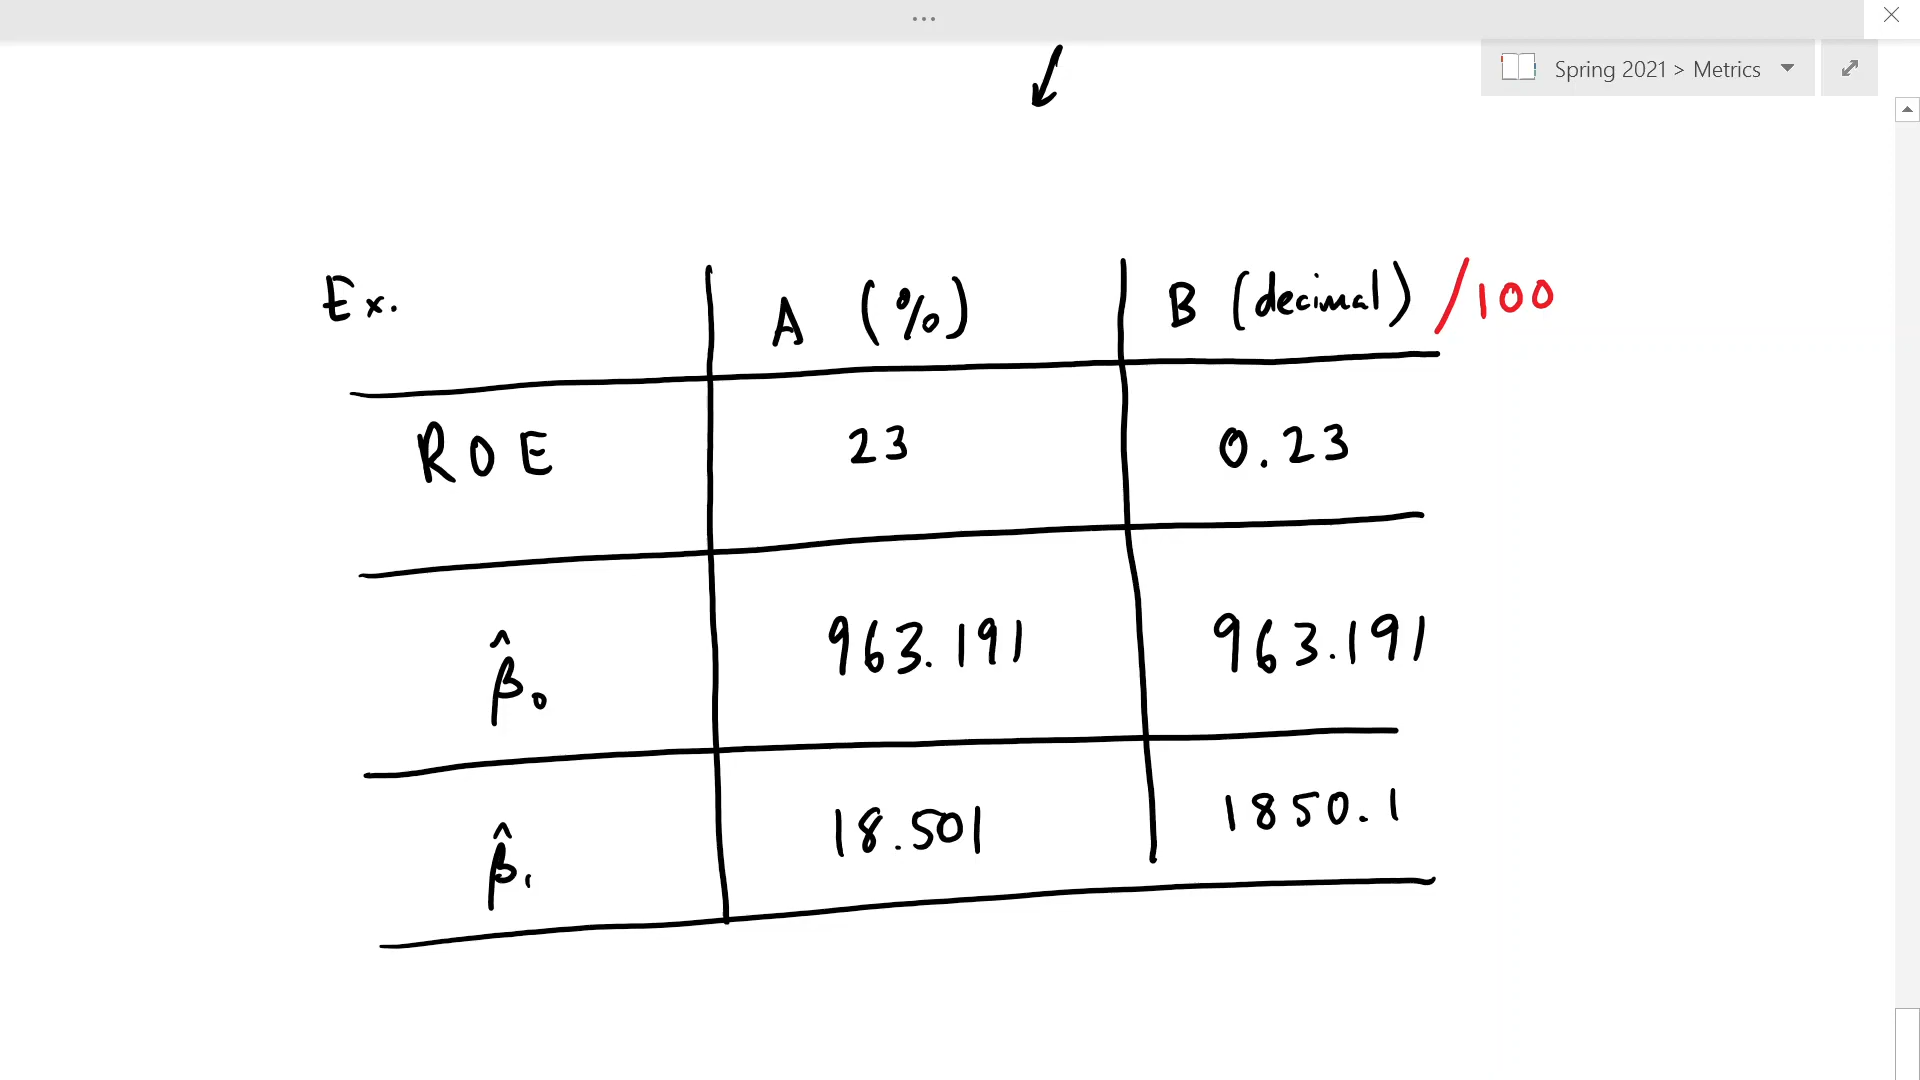 ...
Spring 2021 > Metrics
Ex. A (%) B (decimal) /100
ROE 23 0.23
β̂₀ 963.191 963.191
β̂₁ 18.501 1850.1